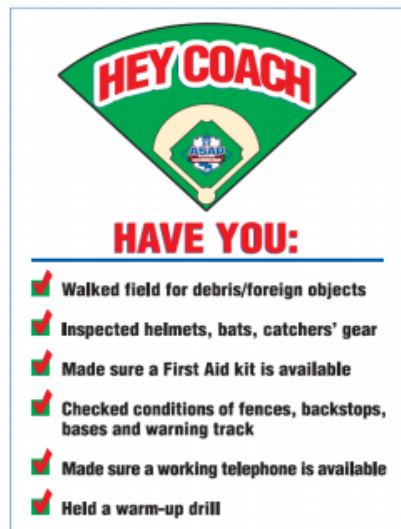 HEY COACH
ASAP
HAVE YOU:
Walked field for debris/foreign objects
Inspected helmets, bats, catchers' gear
Made sure a First Aid kit is available
Checked conditions of fences, backstops,
bases and warning track
Made sure a working telephone is available
Held a warm-up drill